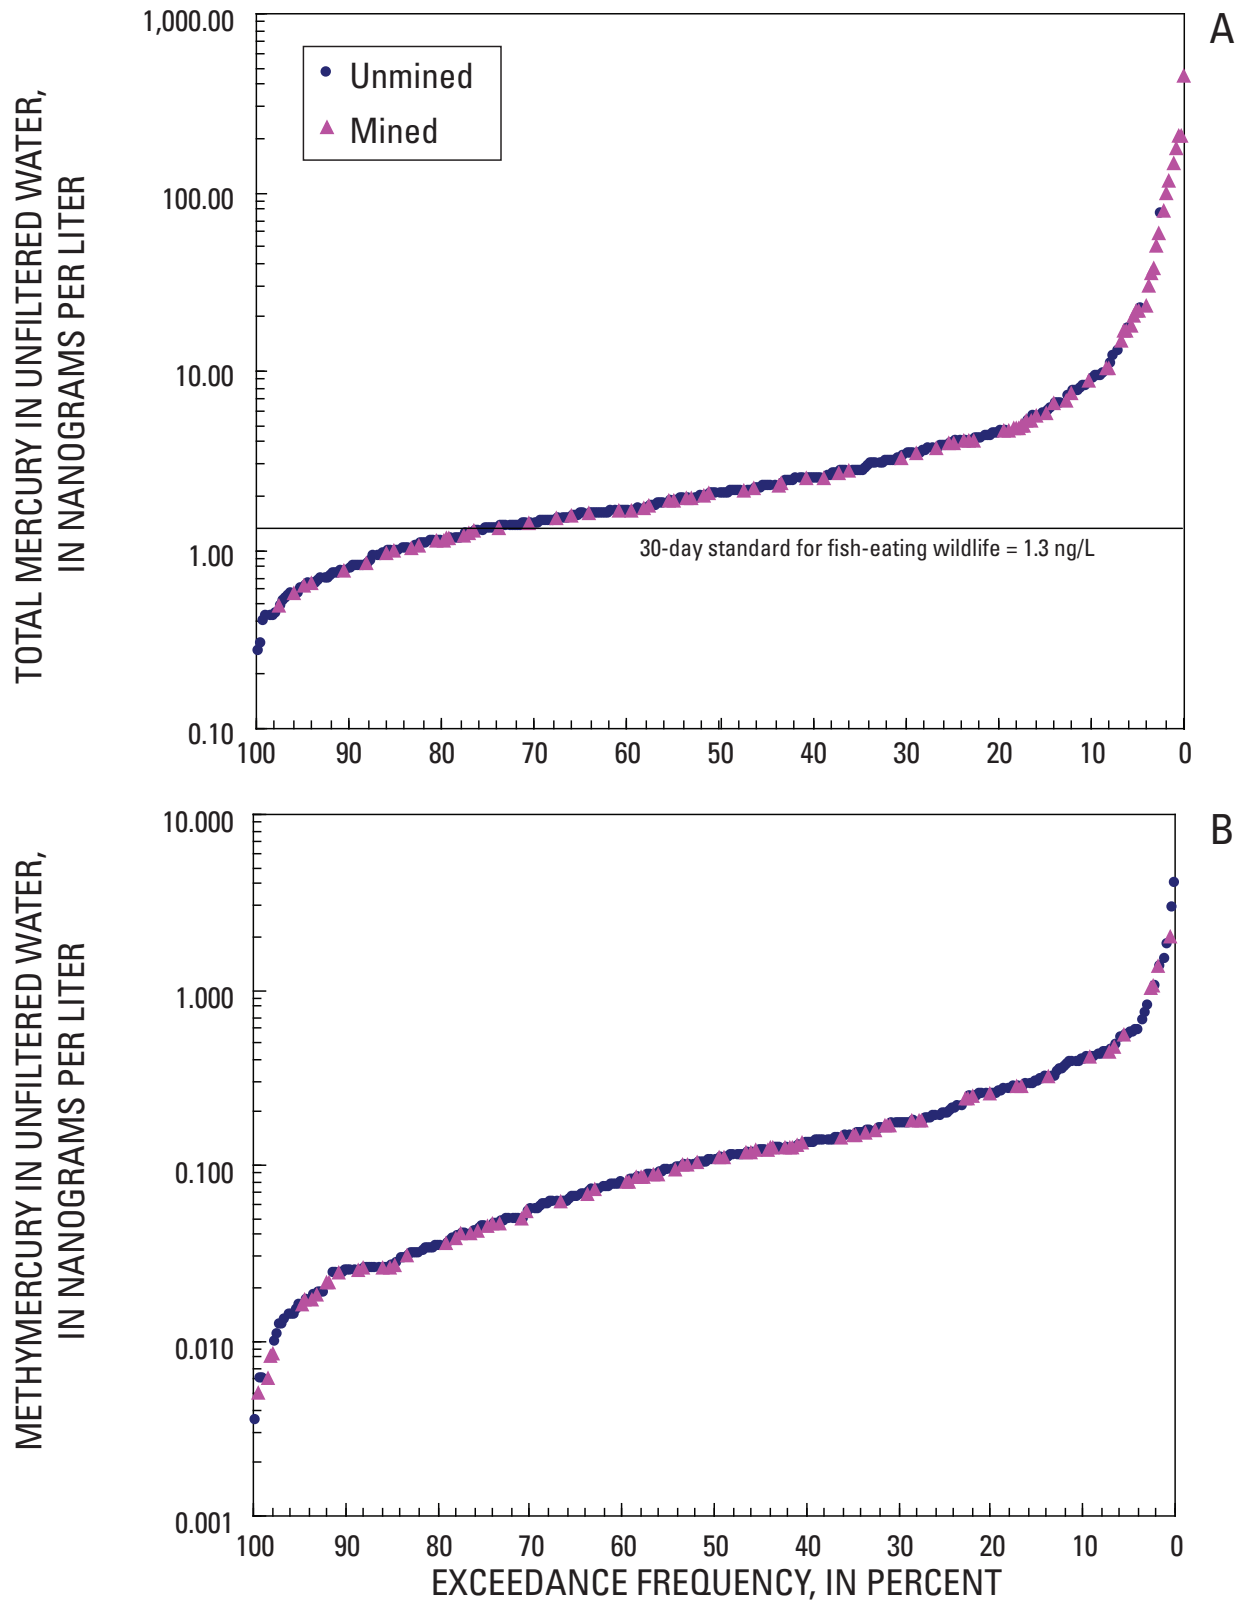 A
TOTAL MERCURY IN UNFILTERED WATER,
IN NANOGRAMS PER LITER
1,000.00
100.00
10.00
1.00
0.10
Unmined
Mined
30-day standard for fish-eating wildlife = 1.3 ng/L
100 90 80 70 60 50 40 30 20 10 0
B
METHYMERCURY IN UNFILTERED WATER,
IN NANOGRAMS PER LITER
10.000
1.000
0.100
0.010
0.001
100 90 80 70 60 50 40 30 20 10 0
EXCEEDANCE FREQUENCY, IN PERCENT